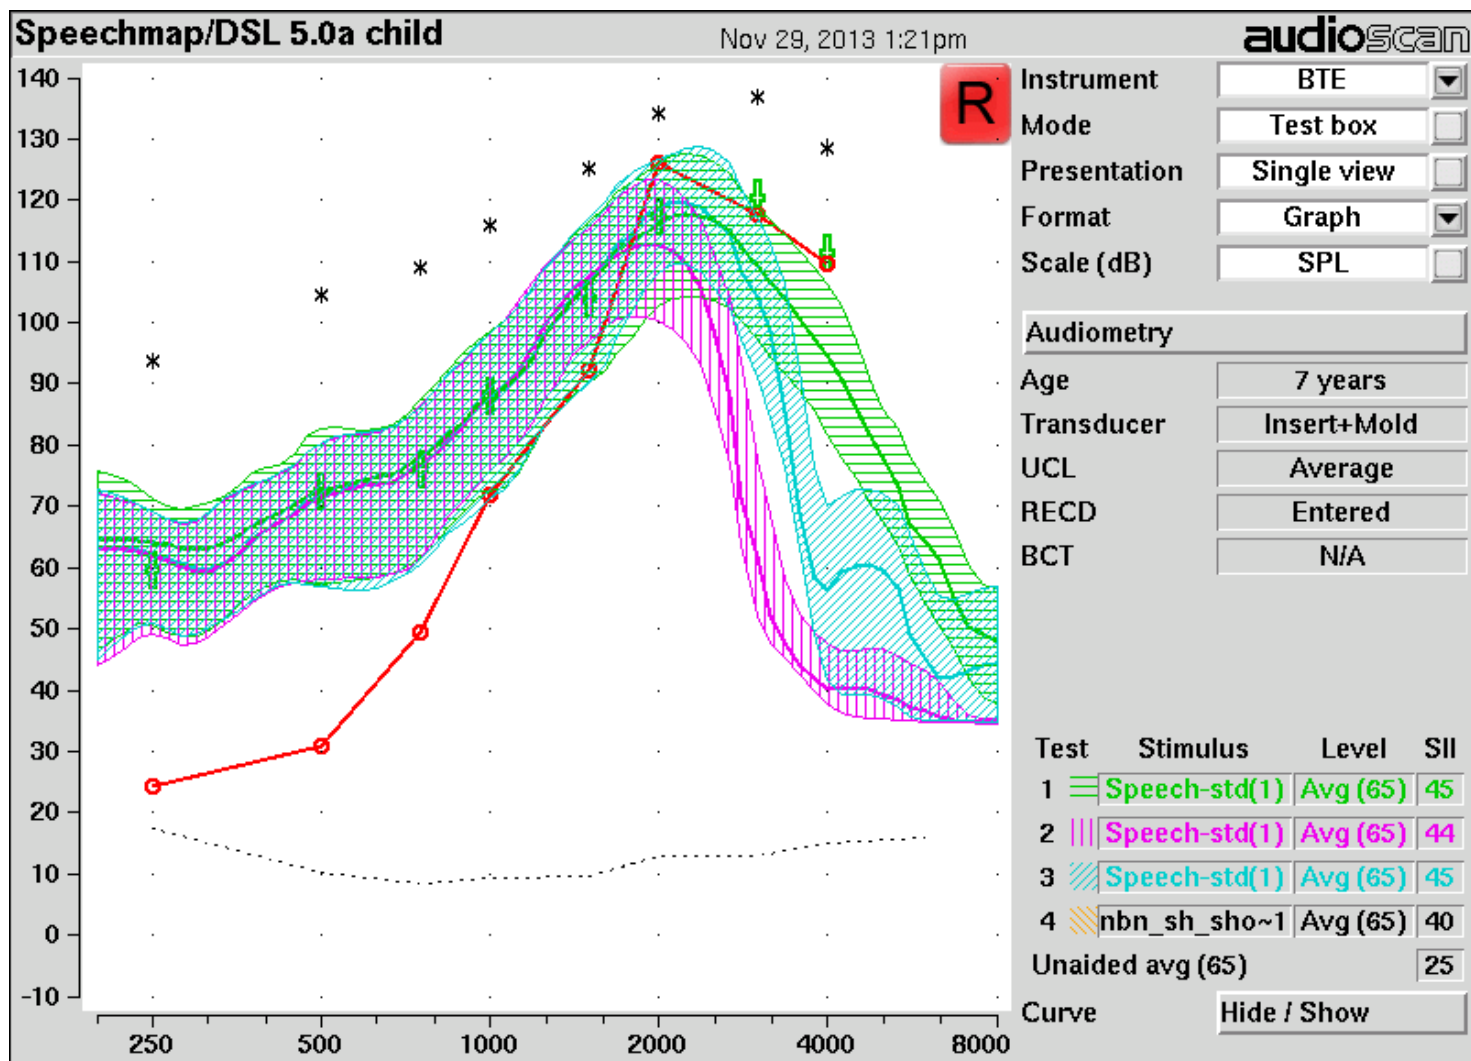 Speechmap/DSL 5.0a child
Nov 29, 2013 1:21pm
audioscan
R
140
130
120
110
100
90
80
70
60
50
40
30
20
10
0
-10
250 500 1000 2000 4000 8000
Instrument BTE
Mode Test box
Presentation Single view
Format Graph
Scale (dB) SPL
Audiometry
Age 7 years
Transducer Insert+Mold
UCL Average
RECD Entered
BCT N/A
Test Stimulus Level SII
1 Speech-std(1) Avg (65) 45
2 Speech-std(1) Avg (65) 44
3 Speech-std(1) Avg (65) 45
4 nbn_sh_sho~1 Avg (65) 40
Unaided avg (65) 25
Curve Hide / Show